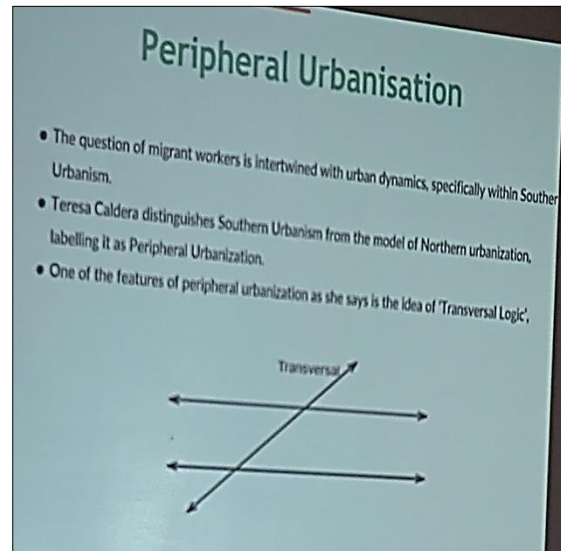 Peripheral Urbanisation
• The question of migrant workers is intertwined with urban dynamics, specifically within Souther
Urbanism.
• Teresa Caldera distinguishes Southern Urbanism from the model of Northern urbanization,
labelling it as Peripheral Urbanization.
• One of the features of peripheral urbanization as she says is the idea of 'Transversal Logic',
Transversal